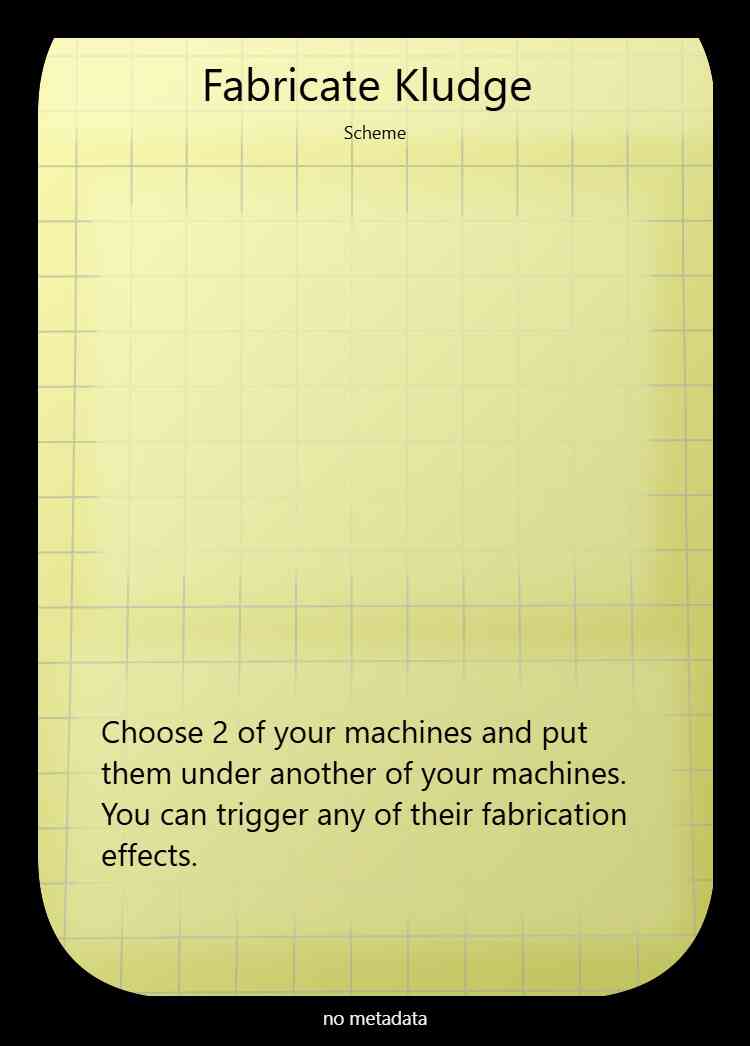 Fabricate Kludge
Scheme
Choose 2 of your machines and put
them under another of your machines.
You can trigger any of their fabrication
effects.
no metadata